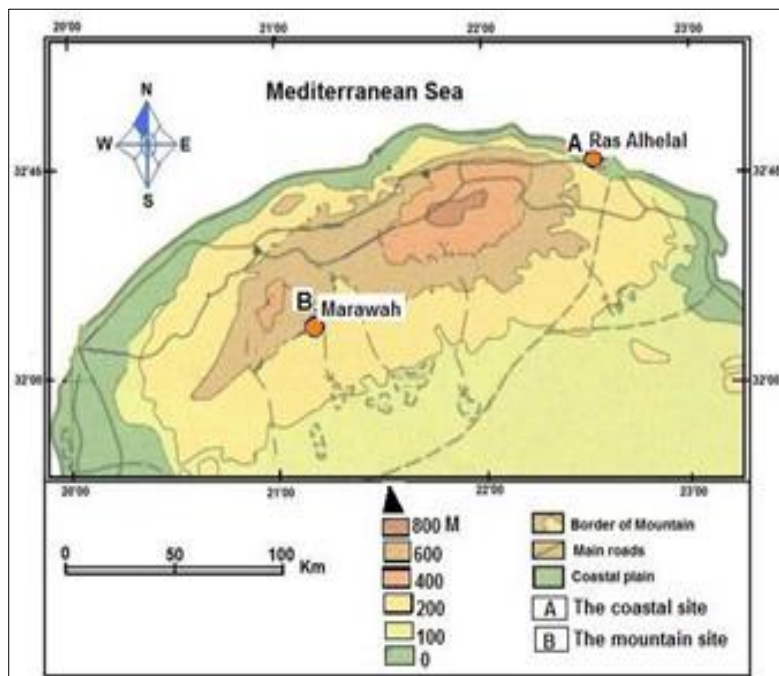 20'00 21'00 22'00 23'00
N
W E
S
Mediterranean Sea
A Ras Alhelal
32'45 32'45
B Marawah
32'00 32'00
20'00 21'00 22'00 23'00
0 50 100
Km
800 M
600
400
200
100
0
Border of Mountain
Main roads
Coastal plain
A The coastal site
B The mountain site